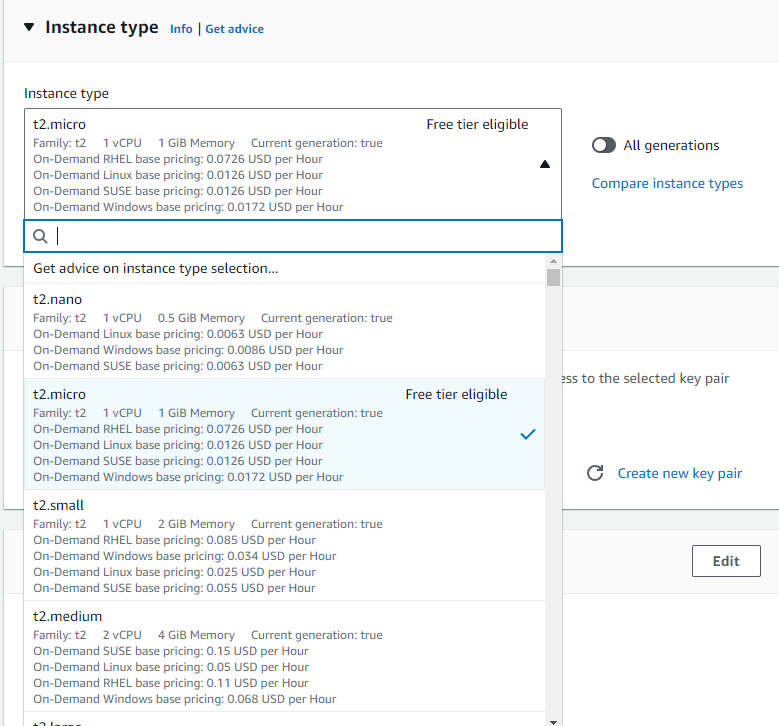 Instance type Info | Get advice
Instance type
t2.micro Free tier eligible
Family: t2 1 vCPU 1 GiB Memory Current generation: true
On-Demand RHEL base pricing: 0.0726 USD per Hour
On-Demand Linux base pricing: 0.0126 USD per Hour
On-Demand SUSE base pricing: 0.0126 USD per Hour
On-Demand Windows base pricing: 0.0172 USD per Hour
All generations
Compare instance types
Get advice on instance type selection...
t2.nano
Family: t2 1 vCPU 0.5 GiB Memory Current generation: true
On-Demand Linux base pricing: 0.0063 USD per Hour
On-Demand Windows base pricing: 0.0086 USD per Hour
On-Demand SUSE base pricing: 0.0063 USD per Hour
t2.micro Free tier eligible
Family: t2 1 vCPU 1 GiB Memory Current generation: true
On-Demand RHEL base pricing: 0.0726 USD per Hour
On-Demand Linux base pricing: 0.0126 USD per Hour
On-Demand SUSE base pricing: 0.0126 USD per Hour
On-Demand Windows base pricing: 0.0172 USD per Hour
t2.small
Family: t2 1 vCPU 2 GiB Memory Current generation: true
On-Demand RHEL base pricing: 0.085 USD per Hour
On-Demand Windows base pricing: 0.034 USD per Hour
On-Demand Linux base pricing: 0.025 USD per Hour
On-Demand SUSE base pricing: 0.055 USD per Hour
t2.medium
Family: t2 2 vCPU 4 GiB Memory Current generation: true
On-Demand SUSE base pricing: 0.15 USD per Hour
On-Demand Linux base pricing: 0.05 USD per Hour
On-Demand RHEL base pricing: 0.11 USD per Hour
On-Demand Windows base pricing: 0.068 USD per Hour
to the selected key pair
Create new key pair
Edit